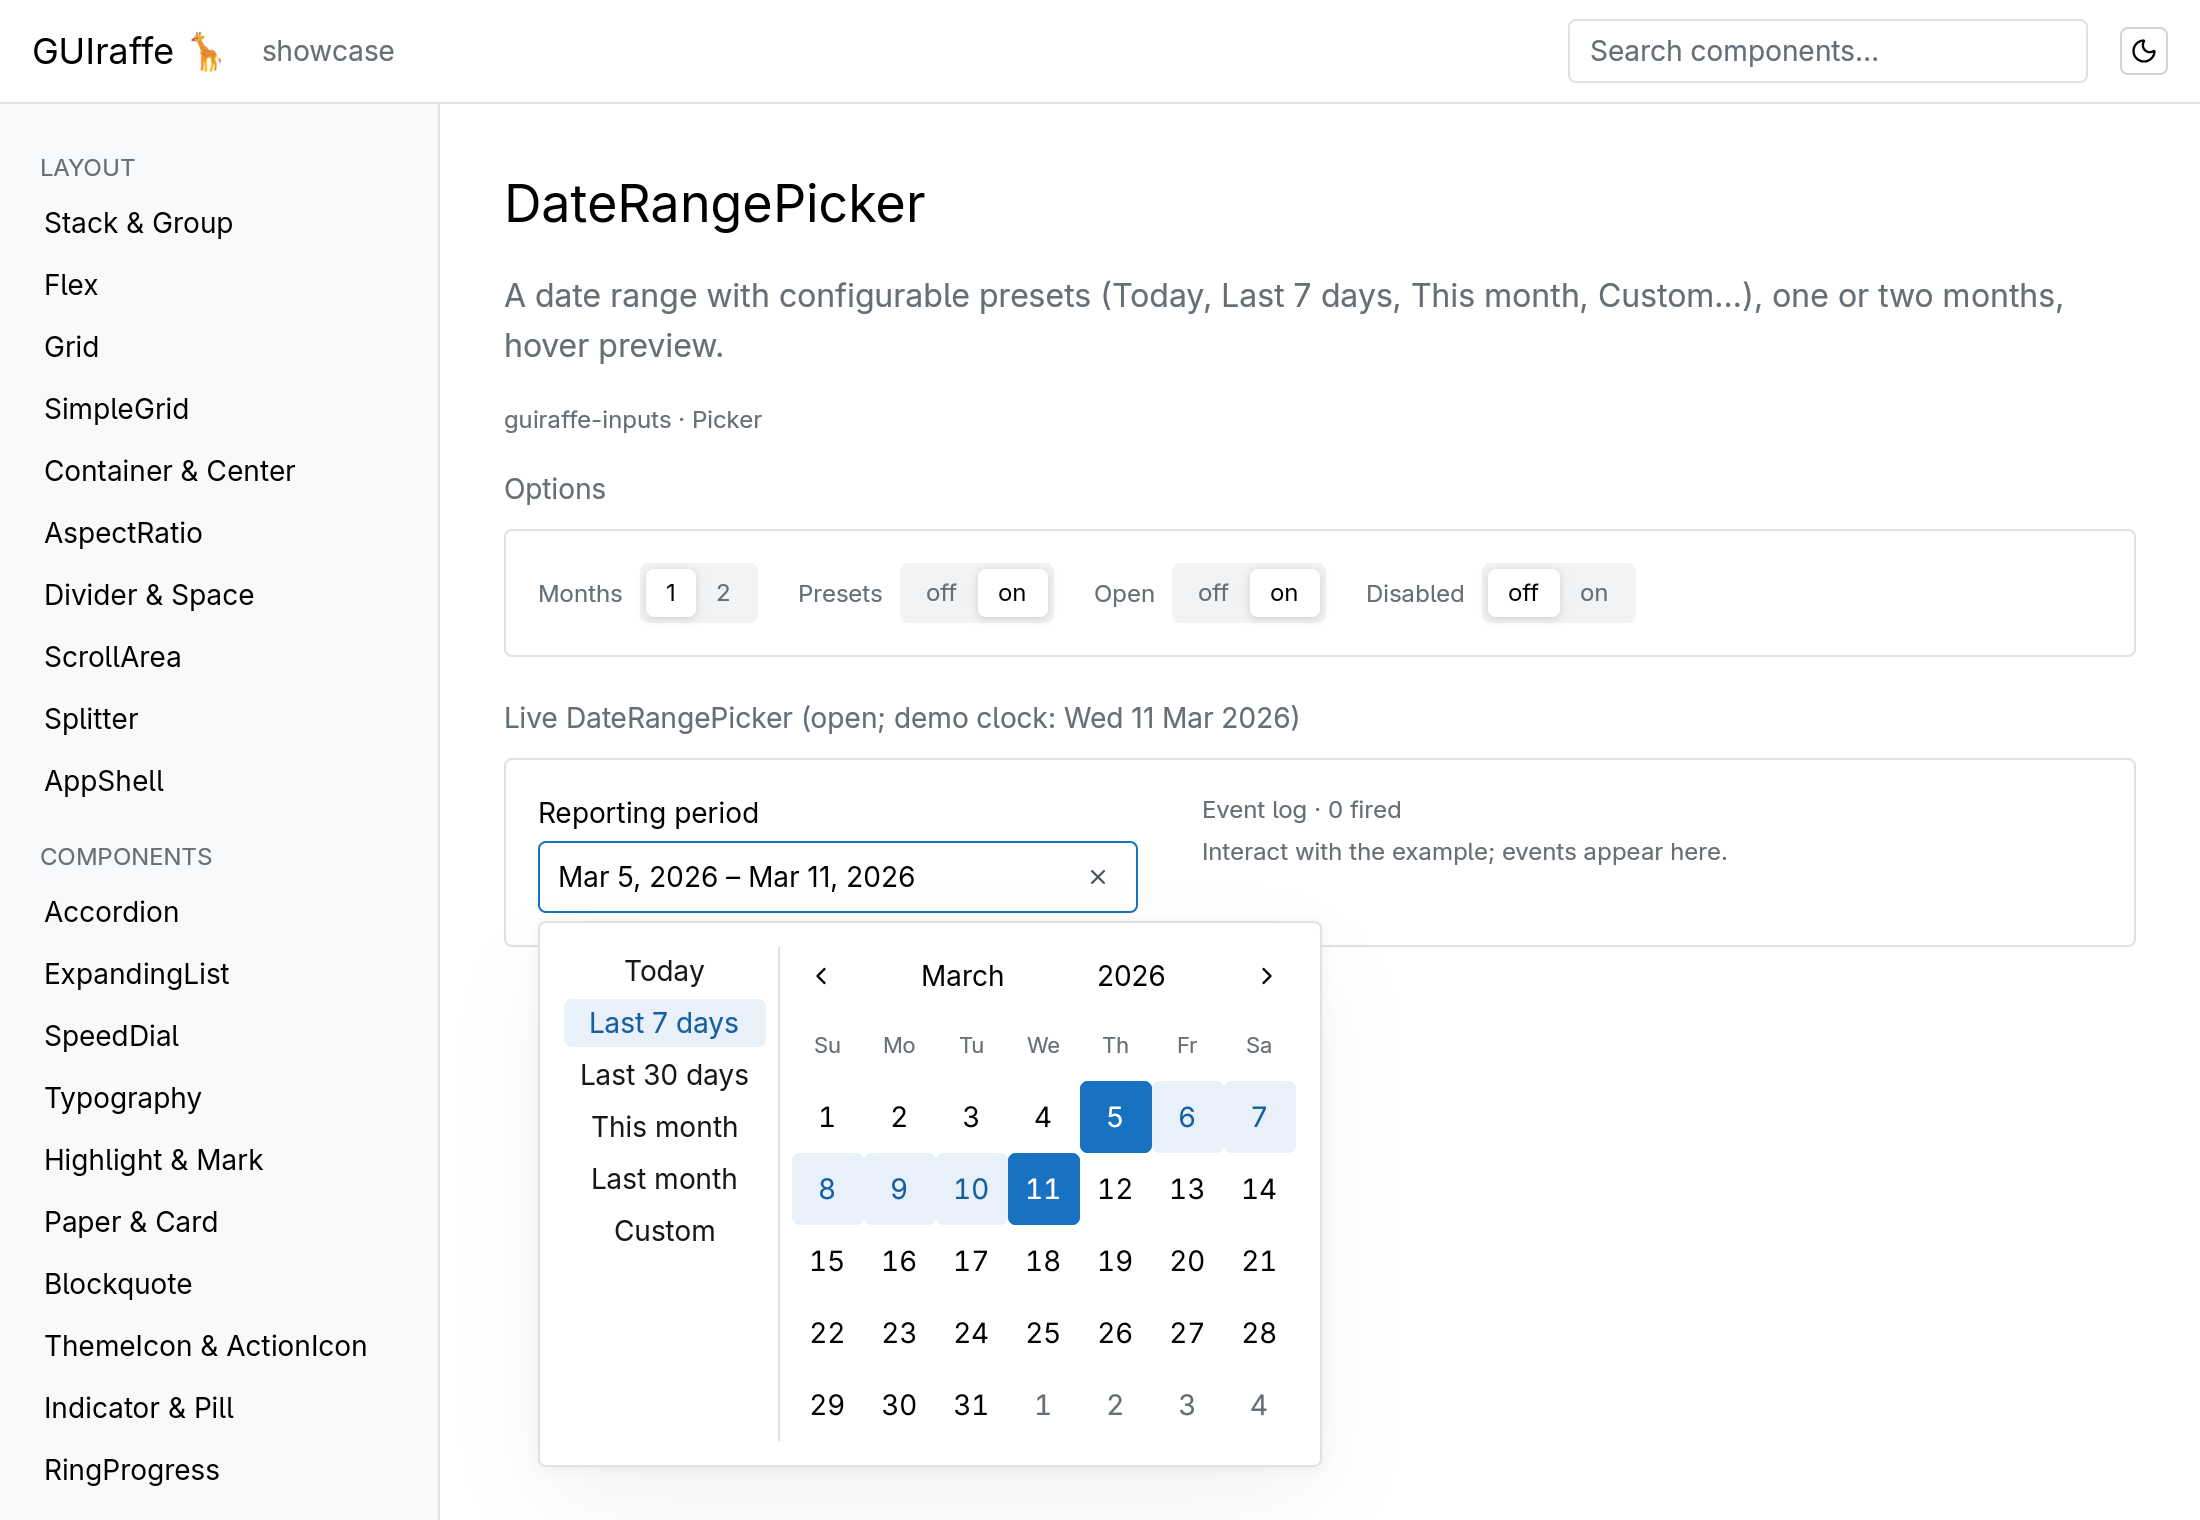 GUIraffe 🦒 showcase
Search components...
LAYOUT
Stack & Group
Flex
Grid
SimpleGrid
Container & Center
AspectRatio
Divider & Space
ScrollArea
Splitter
AppShell
COMPONENTS
Accordion
ExpandingList
SpeedDial
Typography
Highlight & Mark
Paper & Card
Blockquote
ThemeIcon & ActionIcon
Indicator & Pill
RingProgress
DateRangePicker
A date range with configurable presets (Today, Last 7 days, This month, Custom...), one or two months,
hover preview.
guiraffe-inputs · Picker
Options
Months 1 2 Presets off on Open off on Disabled off on
Live DateRangePicker (open; demo clock: Wed 11 Mar 2026)
Reporting period
Mar 5, 2026 – Mar 11, 2026
Event log · 0 fired
Interact with the example; events appear here.
Today
Last 7 days
Last 30 days
This month
Last month
Custom
March 2026
Su Mo Tu We Th Fr Sa
1 2 3 4 5 6 7
8 9 10 11 12 13 14
15 16 17 18 19 20 21
22 23 24 25 26 27 28
29 30 31 1 2 3 4